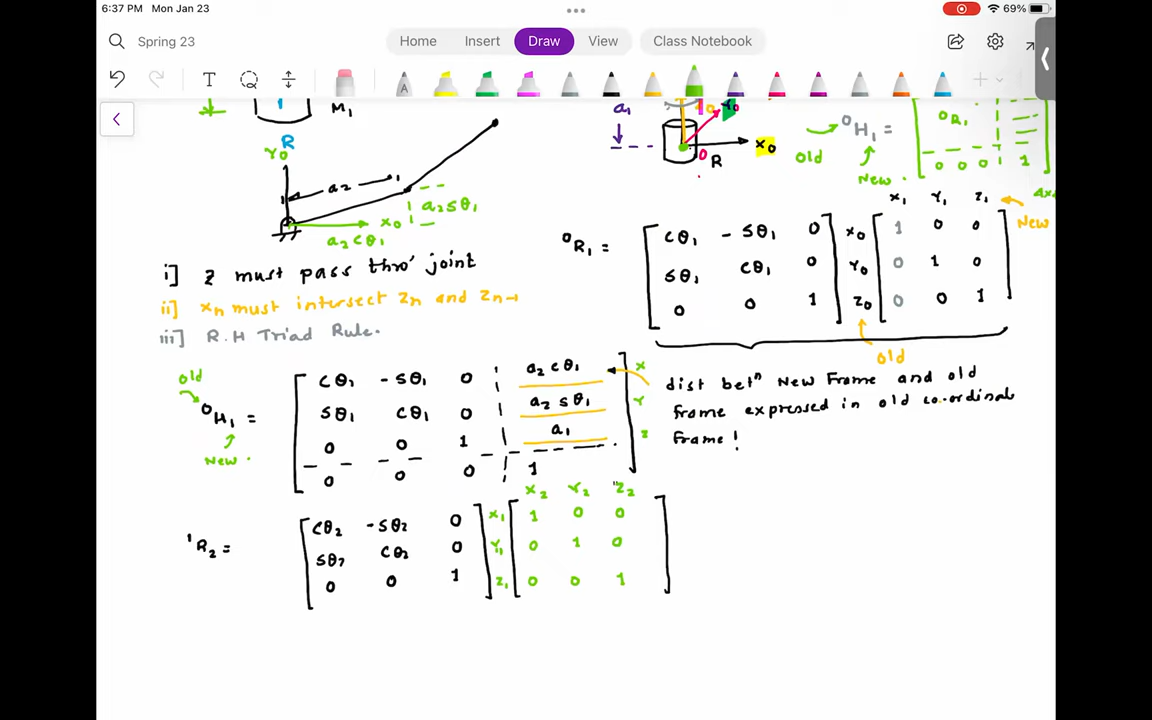 6:37 PM Mon Jan 23
69%
Spring 23
Home Insert Draw View Class Notebook
T A
R M₁
Y₀
a₂
a₂sθ₁
x₀
a₂cθ₁
a₁
x₀
R
Old
⁰H₁ =
⁰R₁
0 0 0 1
New
i] Z must pass thro' joint
ii] xₙ must intersect Zₙ and Zₙ₋₁
iii] R.H Triad Rule.
x₁ Y₁ Z₁
New
⁰R₁ =
cθ₁ -sθ₁ 0 x₀ 1 0 0
sθ₁ cθ₁ 0 Y₀ 0 1 0
0 0 1 Z₀ 0 0 1
old
old
⁰H₁ =
New
cθ₁ -sθ₁ 0 a₂cθ₁ x
sθ₁ cθ₁ 0 a₂sθ₁ Y
0 0 1 a₁ Z
0 0 0 1
dist betⁿ New Frame and old
frame expressed in old co-ordinate
Frame!
x₂ Y₂ Z₂
¹R₂ =
cθ₂ -sθ₂ 0 x₁ 1 0 0
sθ₂ cθ₂ 0 Y₁ 0 1 0
0 0 1 Z₁ 0 0 1